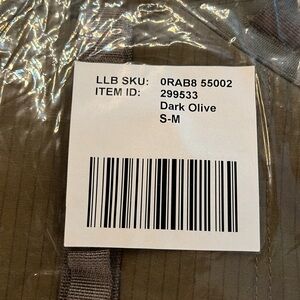 LLB SKU: 0RAB8 55002
ITEM ID: 299533
Dark Olive
S-M